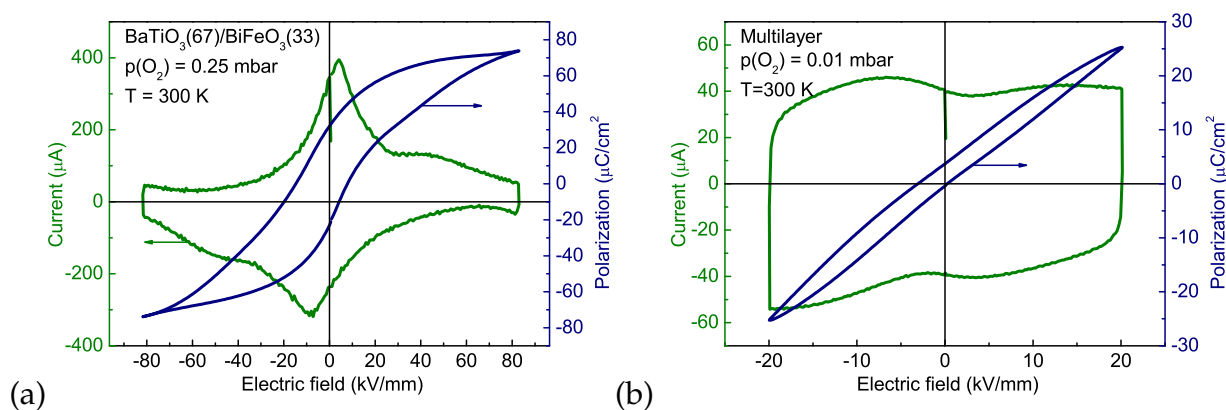 BaTiO3(67)/BiFeO3(33)
p(O2) = 0.25 mbar
T = 300 K
400
200
0
-200
-400
Current (μA)
-80 -60 -40 -20 0 20 40 60 80
Electric field (kV/mm)
80
60
40
20
0
-20
-40
-60
-80
Polarization (μC/cm2)
(a)
Multilayer
p(O2) = 0.01 mbar
T=300 K
60
40
20
0
-20
-40
-60
Current (μA)
-20 -10 0 10 20
Electric field (kV/mm)
30
20
10
0
-10
-20
-30
Polarization (μC/cm2)
(b)